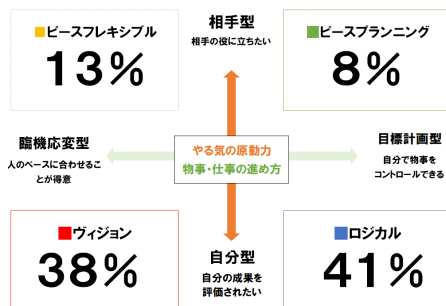 ■ピースフレキシブル
13%
相手型
相手の役に立ちたい
■ピースプランニング
8%
臨機応変型
人のペースに合わせるこ
とが得意
やる気の原動力
物事・仕事の進め方
目標計画型
自分で物事を
コントロールできる
■ヴィジョン
38%
自分型
自分の成果を
評価されたい
■ロジカル
41%